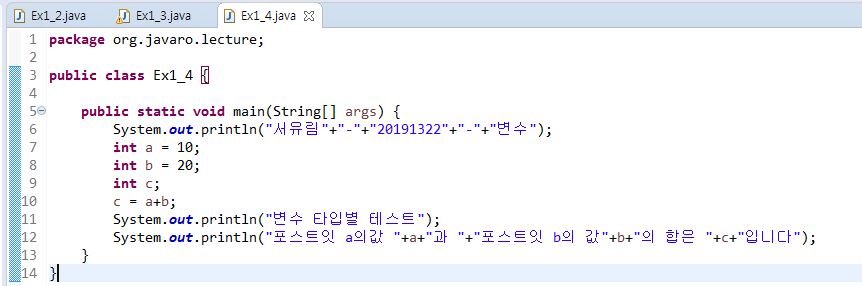 Ex1_2.java Ex1_3.java Ex1_4.java
1 package org.javaro.lecture;
2
3 public class Ex1_4 {
4
5 public static void main(String[] args) {
6 System.out.println("서유림"+"-"+"20191322"+"-"+"변수");
7 int a = 10;
8 int b = 20;
9 int c;
10 c = a+b;
11 System.out.println("변수 타입별 테스트");
12 System.out.println("포스트잇 a의값 "+a+"과 "+"포스트잇 b의 값"+b+"의 합은 "+c+"입니다");
13 }
14 }